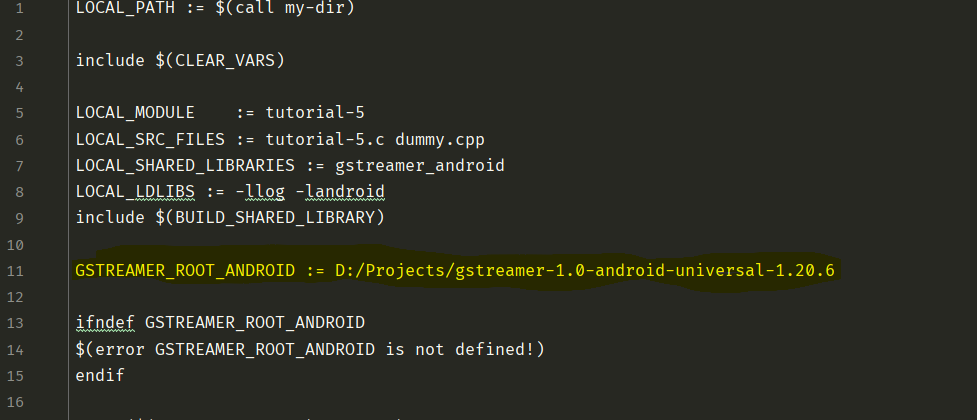 1 LOCAL_PATH := $(call my-dir)
2
3 include $(CLEAR_VARS)
4
5 LOCAL_MODULE    := tutorial-5
6 LOCAL_SRC_FILES := tutorial-5.c dummy.cpp
7 LOCAL_SHARED_LIBRARIES := gstreamer_android
8 LOCAL_LDLIBS := -llog -landroid
9 include $(BUILD_SHARED_LIBRARY)
10
11 GSTREAMER_ROOT_ANDROID := D:/Projects/gstreamer-1.0-android-universal-1.20.6
12
13 ifndef GSTREAMER_ROOT_ANDROID
14 $(error GSTREAMER_ROOT_ANDROID is not defined!)
15 endif
16